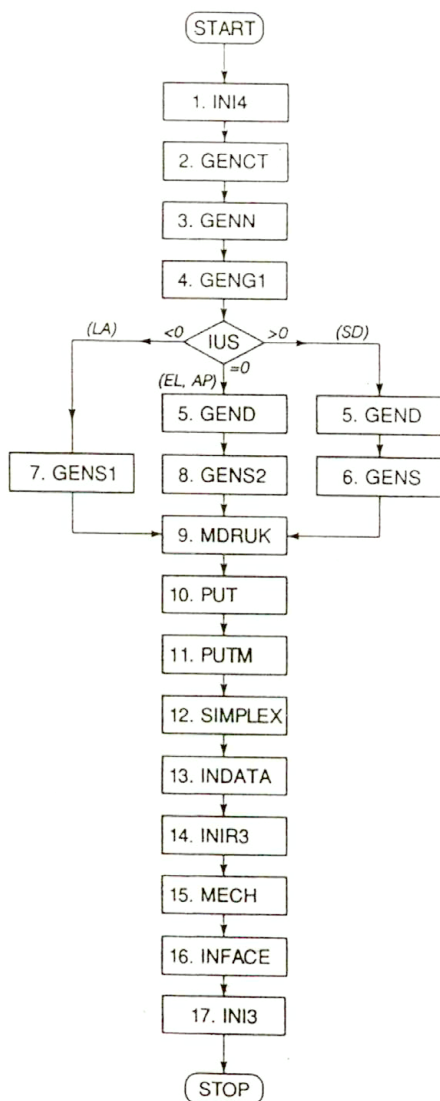 START
1. INI4
2. GENCT
3. GENN
4. GENG1
(LA) <0 IUS >0 (SD)
=0
(EL, AP)
5. GEND 5. GEND
7. GENS1 8. GENS2 6. GENS
9. MDRUK
10. PUT
11. PUTM
12. SIMPLEX
13. INDATA
14. INIR3
15. MECH
16. INFACE
17. INI3
STOP